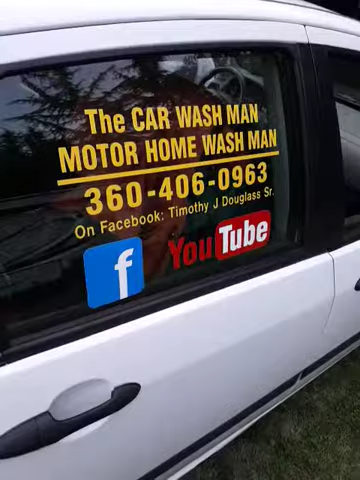 The CAR WASH MAN
MOTOR HOME WASH MAN
360-406-0963
On Facebook: Timothy J Douglass Sr.
f
YouTube